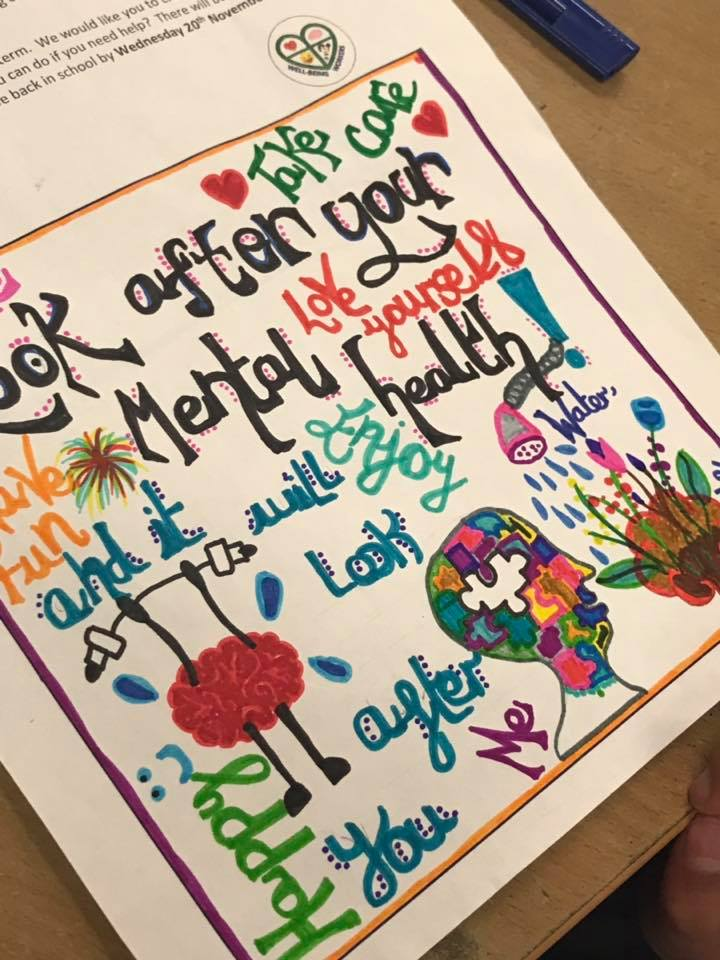 term. We would like you to
can do if you need help? There will
back in school by Wednesday 20th November
WELL-BEING
Take care
ook after your
Love
yourself
Mental health!
Enjoy
Water
fun
and it will
Look
after
Me
You
Happy